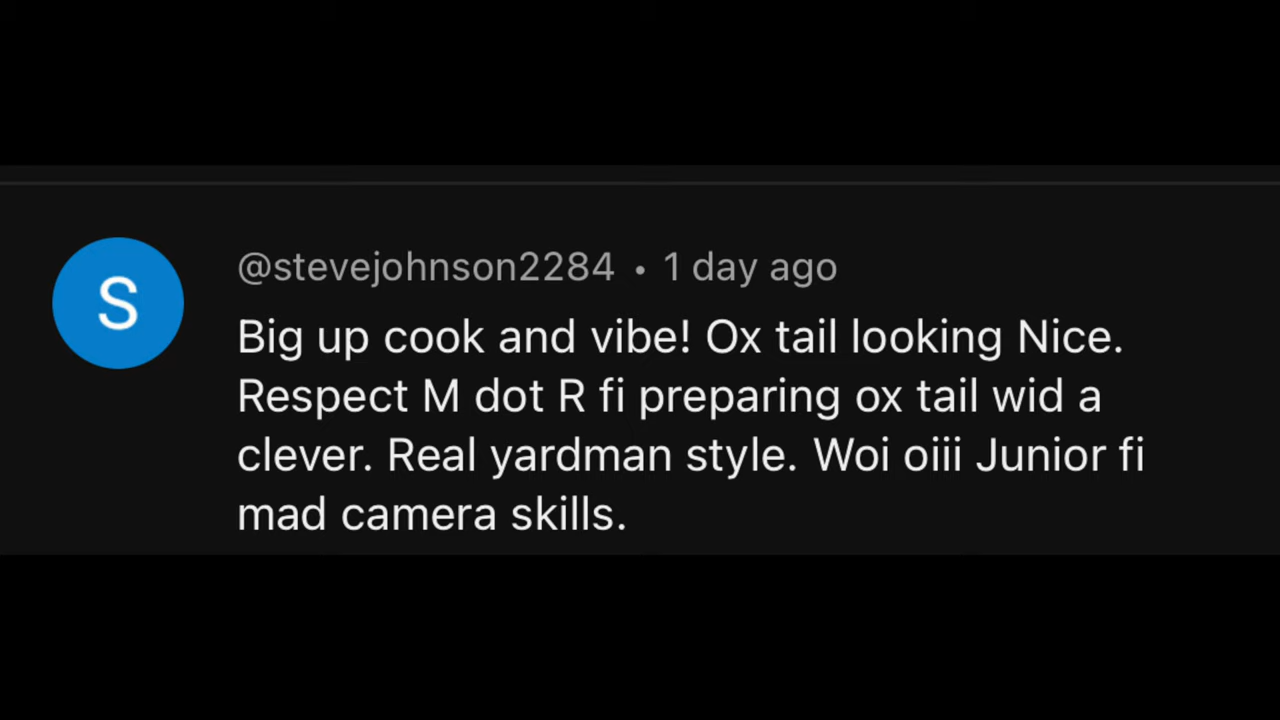 S
@stevejohnson2284 • 1 day ago
Big up cook and vibe! Ox tail looking Nice.
Respect M dot R fi preparing ox tail wid a
clever. Real yardman style. Woi oiii Junior fi
mad camera skills.